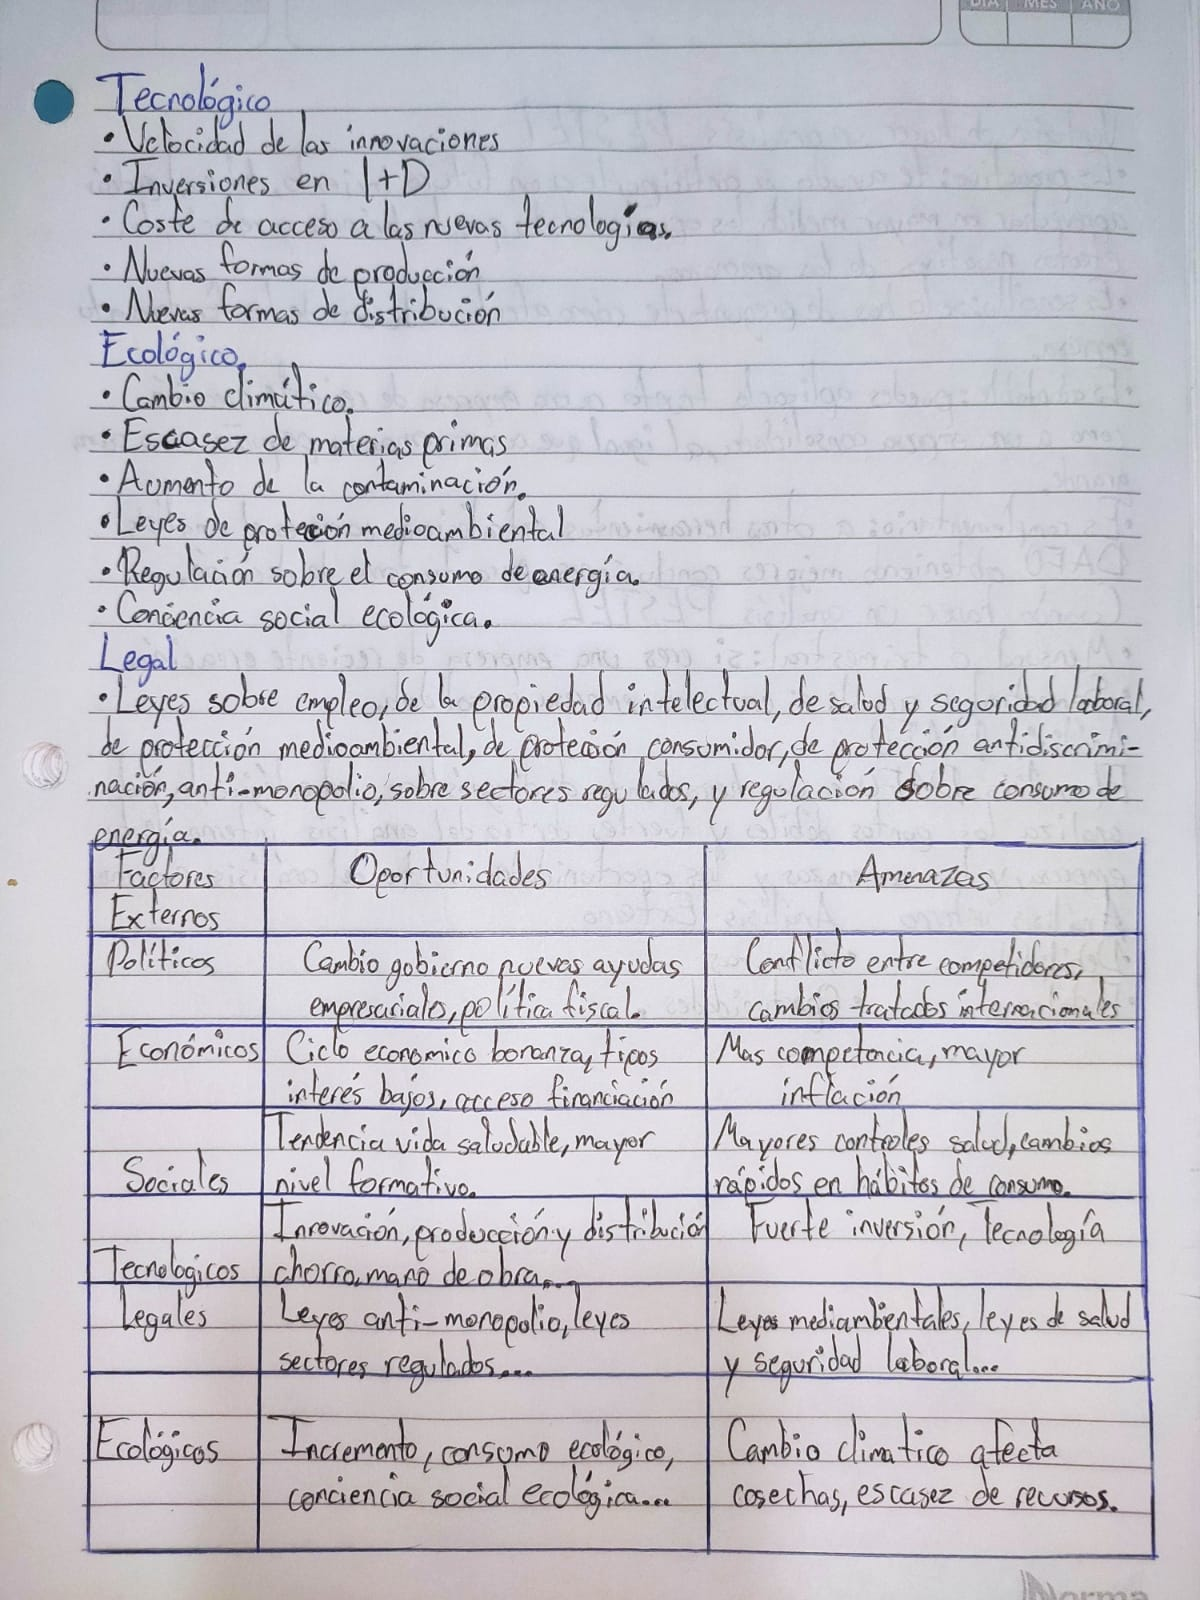 DIA MES AÑO
Tecnológico
• Velocidad de las innovaciones
• Inversiones en I+D
• Coste de acceso a las nuevas tecnologías.
• Nuevas formas de producción
• Nuevas formas de distribución
Ecológico.
• Cambio climático.
• Escasez de materias primas
• Aumento de la contaminación.
• Leyes de protección medioambiental
• Regulación sobre el consumo de energía.
• Conciencia social ecológica.
Legal
• Leyes sobre empleo, de la propiedad intelectual, de salud y seguridad laboral,
de protección medioambiental, de protección consumidor, de protección antidiscrimi-
nación, anti-monopolio, sobre sectores regulados, y regulación sobre consumo de
energía.
Factores Externos | Oportunidades | Amenazas
Políticos | Cambio gobierno nuevas ayudas | Conflicto entre competidores,
empresariales, política fiscal. | cambios tratados internacionales
Económicos | Ciclo economico bonanza, tipos | Mas competencia, mayor
interés bajos, acceso financiación | inflación
Tendencia vida saludable, mayor | Mayores controles salud, cambios
Sociales | nivel formativo. | rápidos en hábitos de consumo.
Innovación, producción y distribución | Fuerte inversión, Tecnología
Tecnologicos | chorro, mano de obra...
Legales | Leyes anti-monopolio, leyes | Leyes mediambientales, leyes de salud
sectores regulados... | y seguridad laboral...
Ecológicos | Incremento, consumo ecológico, | Cambio climatico afecta
conciencia social ecológica... | cosechas, escasez de recursos.
Norma